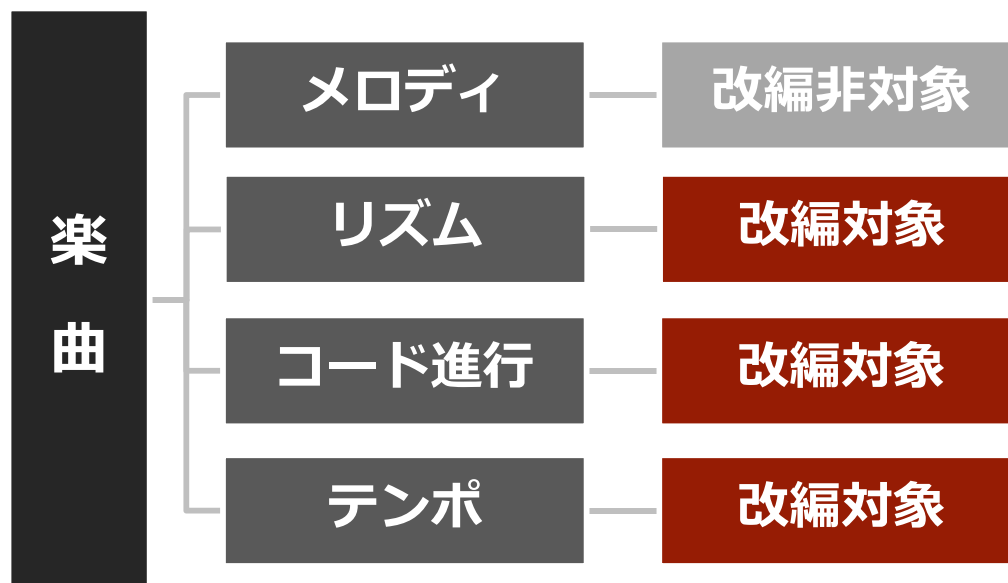 楽
曲
メロディ
改編非対象
リズム
改編対象
コード進行
改編対象
テンポ
改編対象